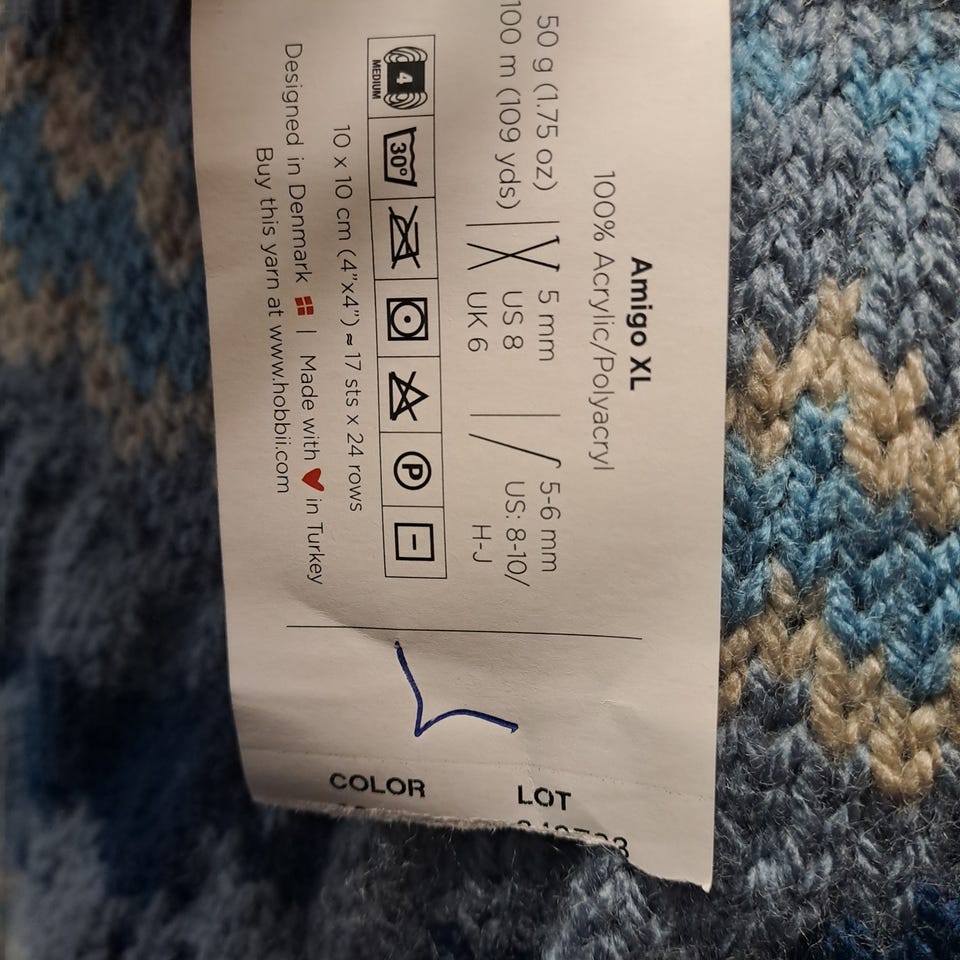 Amigo XL
100% Acrylic/Polyacryl
50 g (1.75 oz)
100 m (109 yds)
5 mm
US 8
UK 6
5-6 mm
US: 8-10/
H-J
4
MEDIUM
30°
P
10 x 10 cm (4”x4”) ≈ 17 sts x 24 rows
Designed in Denmark | Made with ♥ in Turkey
Buy this yarn at www.hobbii.com
COLOR
LOT